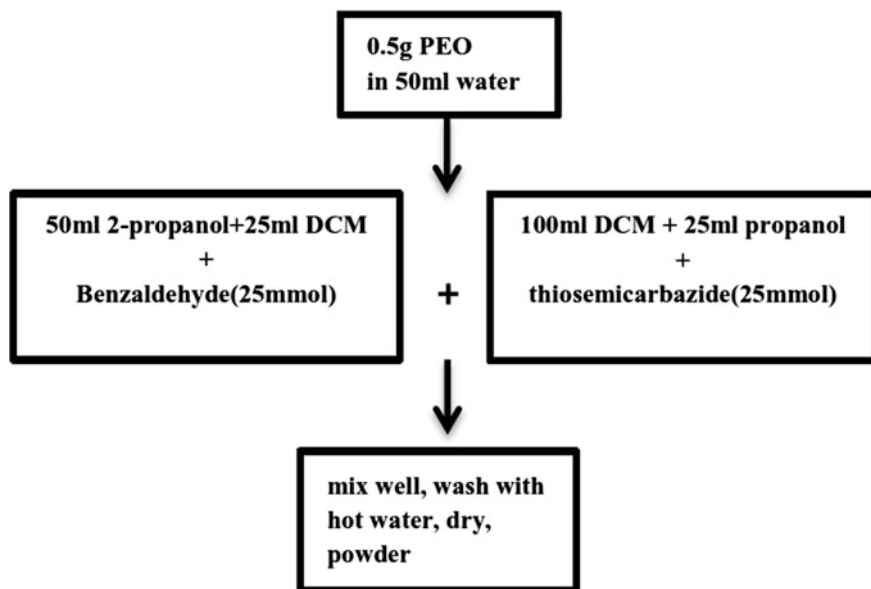 0.5g PEO
in 50ml water
50ml 2-propanol+25ml DCM
+
Benzaldehyde(25mmol)
+
100ml DCM + 25ml propanol
+
thiosemicarbazide(25mmol)
mix well, wash with
hot water, dry,
powder